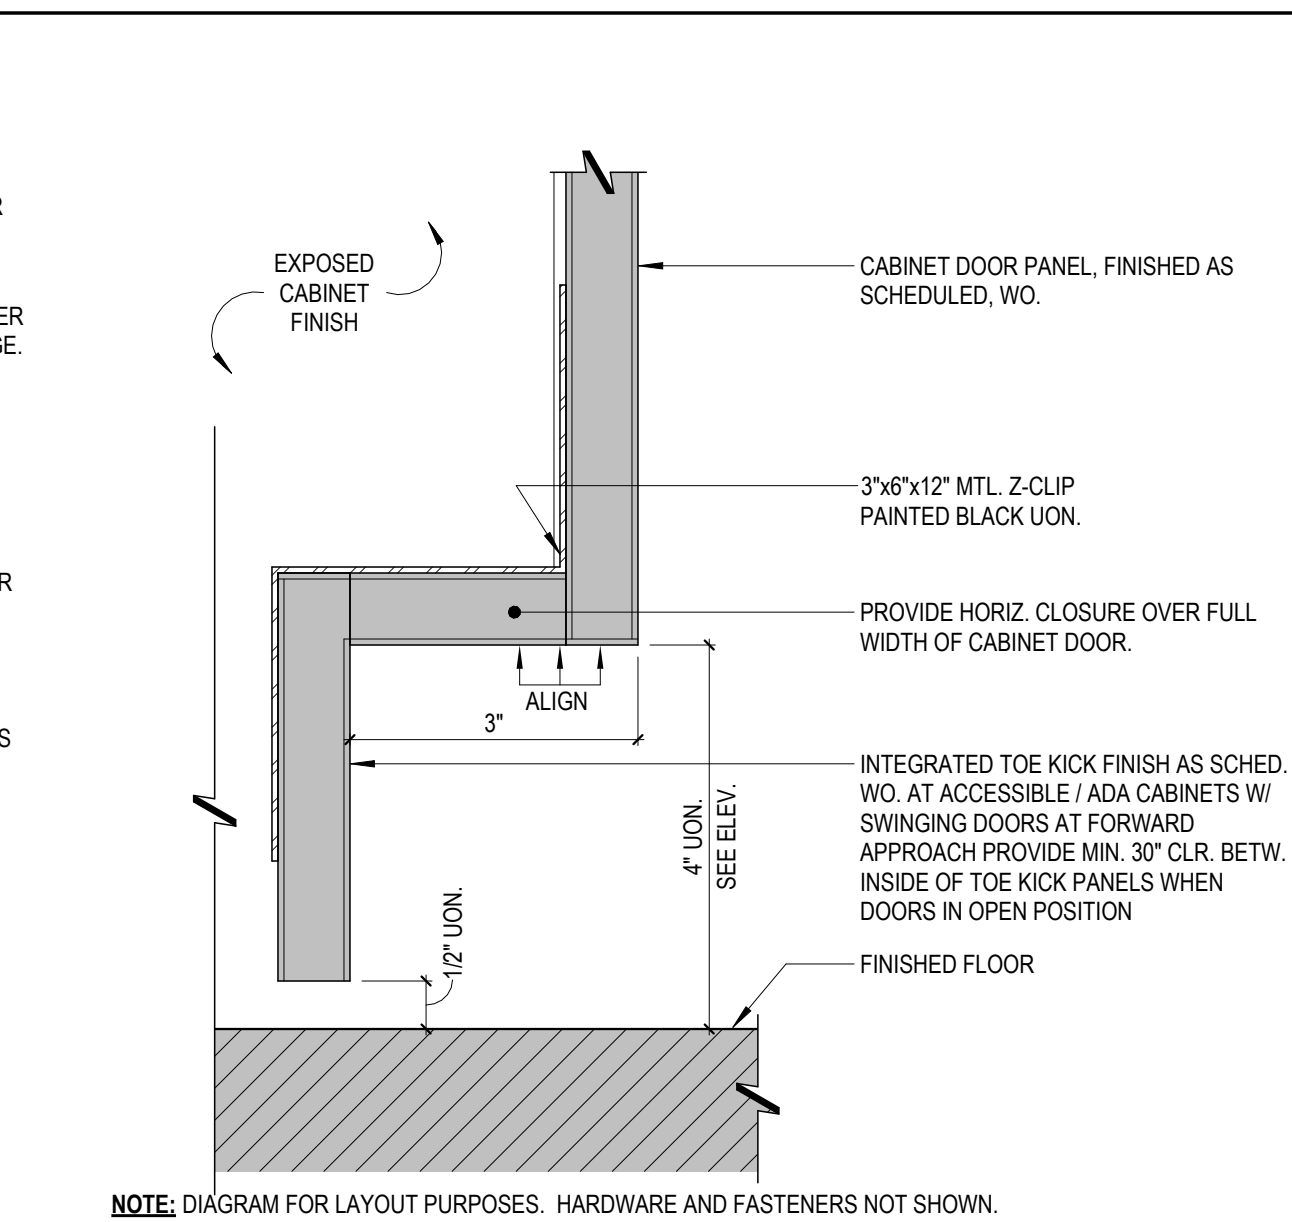 R
ER
GE.
R
S
EXPOSED
CABINET
FINISH
CABINET DOOR PANEL, FINISHED AS
SCHEDULED, WO.
3"x6"x12" MTL. Z-CLIP
PAINTED BLACK UON.
PROVIDE HORIZ. CLOSURE OVER FULL
WIDTH OF CABINET DOOR.
ALIGN
3"
INTEGRATED TOE KICK FINISH AS SCHED.
WO. AT ACCESSIBLE / ADA CABINETS W/
SWINGING DOORS AT FORWARD
APPROACH PROVIDE MIN. 30" CLR. BETW.
INSIDE OF TOE KICK PANELS WHEN
DOORS IN OPEN POSITION
4" UON.
SEE ELEV.
1/2" UON.
FINISHED FLOOR
NOTE: DIAGRAM FOR LAYOUT PURPOSES. HARDWARE AND FASTENERS NOT SHOWN.